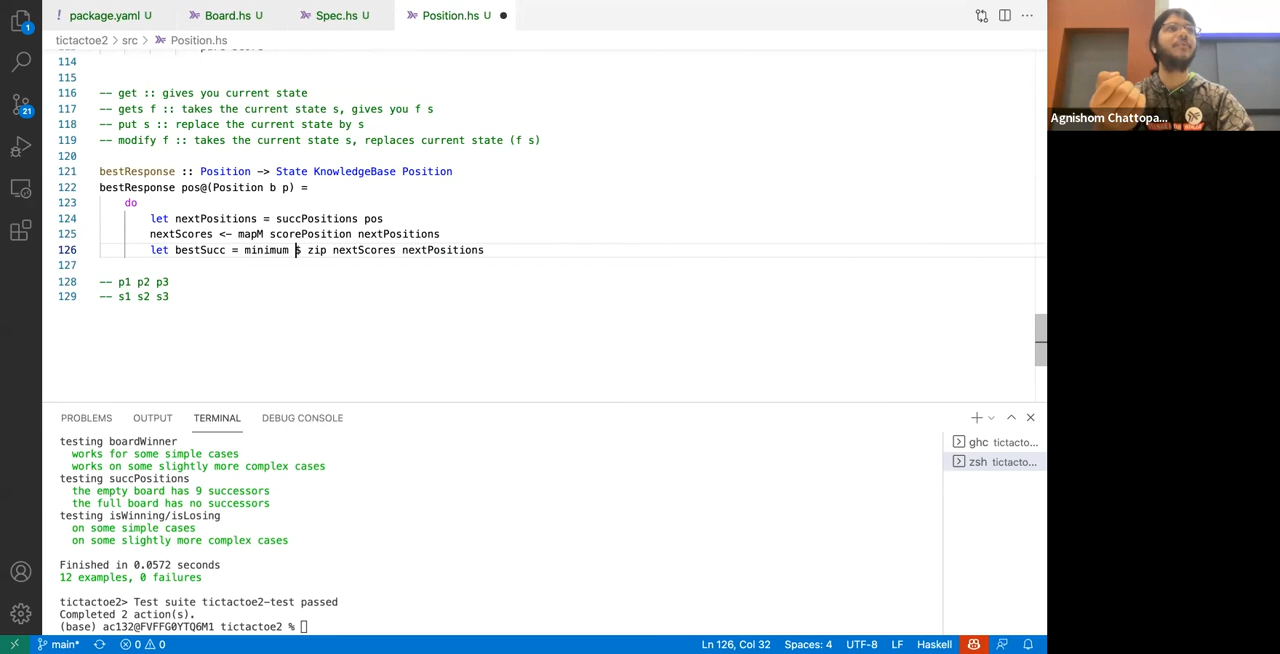 package.yaml U
Board.hs U
Spec.hs U
Position.hs U
tictactoe2 > src > Position.hs
114
115
116 -- get :: gives you current state
117 -- gets f :: takes the current state s, gives you f s
118 -- put s :: replace the current state by s
119 -- modify f :: takes the current state s, replaces current state (f s)
120
121 bestResponse :: Position -> State KnowledgeBase Position
122 bestResponse pos@(Position b p) =
123 do
124 let nextPositions = succPositions pos
125 nextScores <- mapM scorePosition nextPositions
126 let bestSucc = minimum $ zip nextScores nextPositions
127
128 -- p1 p2 p3
129 -- s1 s2 s3
Agnishom Chattopa...
PROBLEMS OUTPUT TERMINAL DEBUG CONSOLE
testing boardWinner
works for some simple cases
works on some slightly more complex cases
testing succPositions
the empty board has 9 successors
the full board has no successors
testing isWinning/isLosing
on some simple cases
on some slightly more complex cases
Finished in 0.0572 seconds
12 examples, 0 failures
tictactoe2> Test suite tictactoe2-test passed
Completed 2 action(s).
(base) ac132@FVFFG0YTQ6M1 tictactoe2 %
ghc tictacto...
zsh tictacto...
1
21
main* 0 0 Ln 126, Col 32 Spaces: 4 UTF-8 LF Haskell